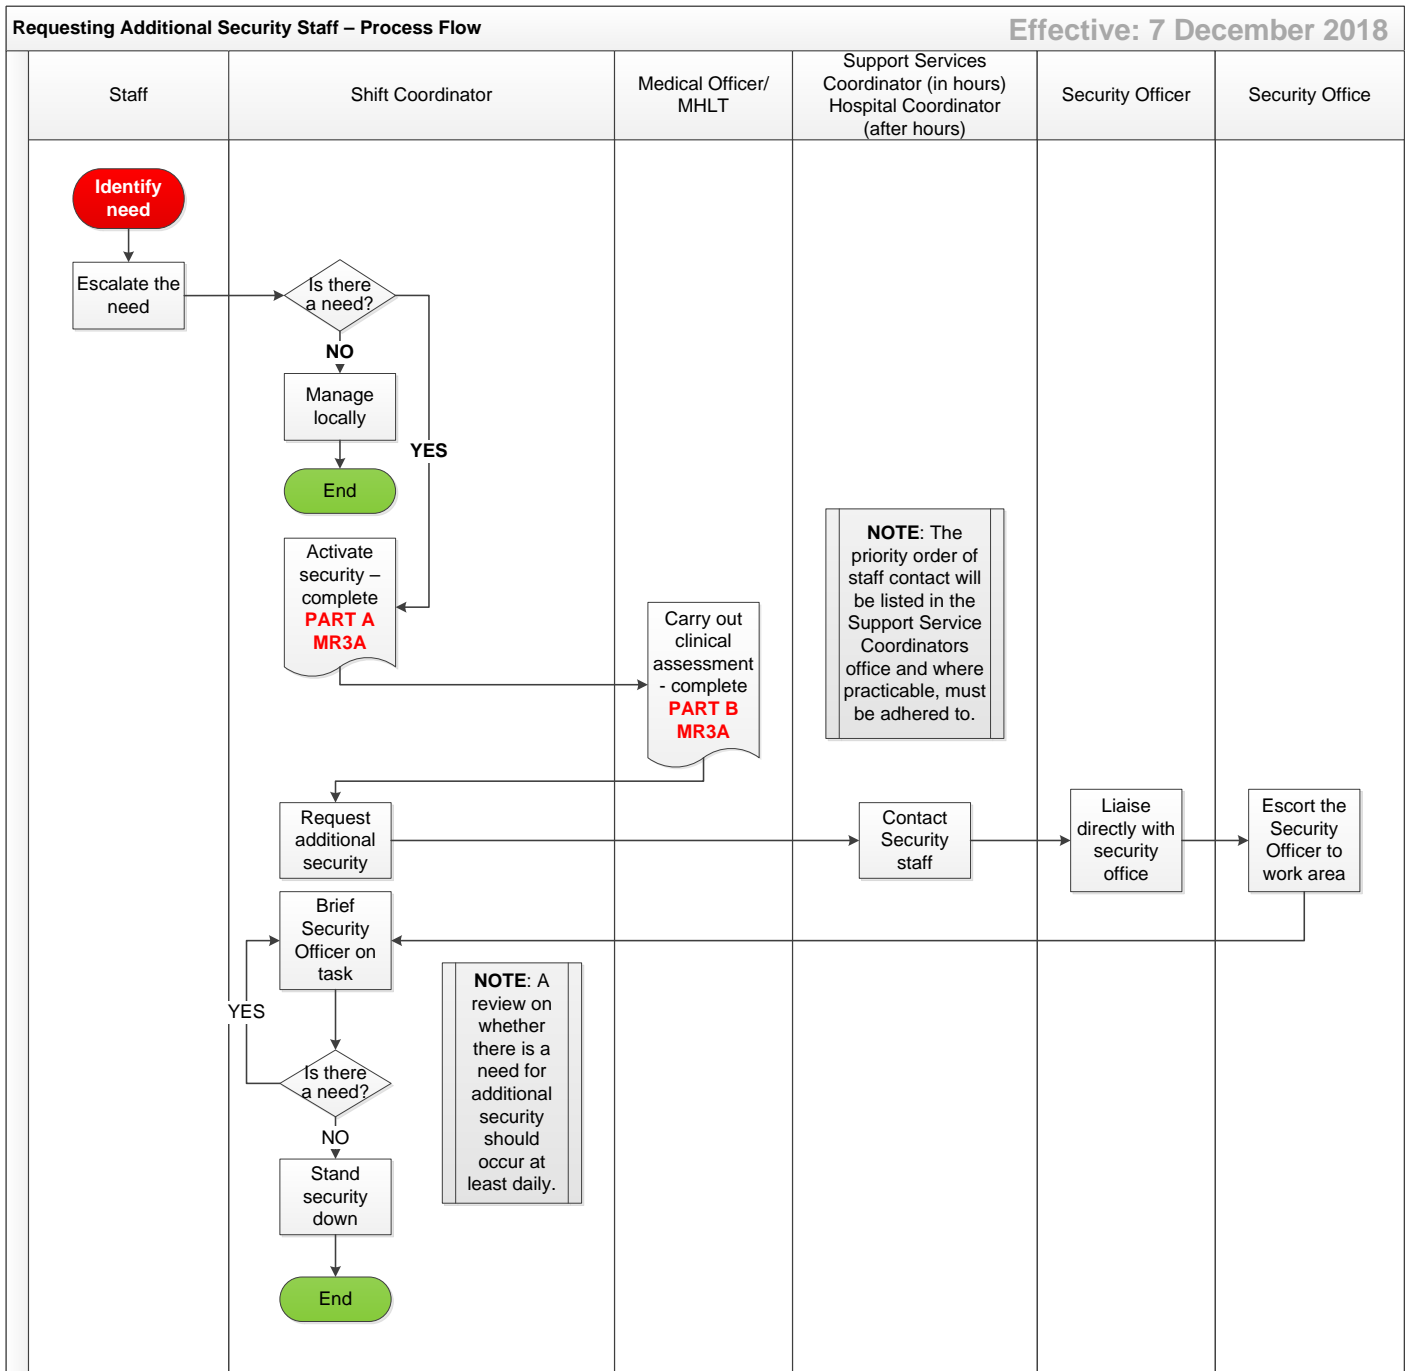 Requesting Additional Security Staff – Process Flow
Effective: 7 December 2018
Staff
Shift Coordinator
Medical Officer/
MHLT
Support Services
Coordinator (in hours)
Hospital Coordinator
(after hours)
Security Officer
Security Office
Identify
need
Escalate the
need
Is there
a need?
NO
Manage
locally
YES
End
Activate
security –
complete
PART A
MR3A
Carry out
clinical
assessment
- complete
PART B
MR3A
NOTE: The
priority order of
staff contact will
be listed in the
Support Service
Coordinators
office and where
practicable, must
be adhered to.
Request
additional
security
Contact
Security
staff
Liaise
directly with
security
office
Escort the
Security
Officer to
work area
Brief
Security
Officer on
task
YES
Is there
a need?
NO
Stand
security
down
End
NOTE: A
review on
whether
there is a
need for
additional
security
should
occur at
least daily.